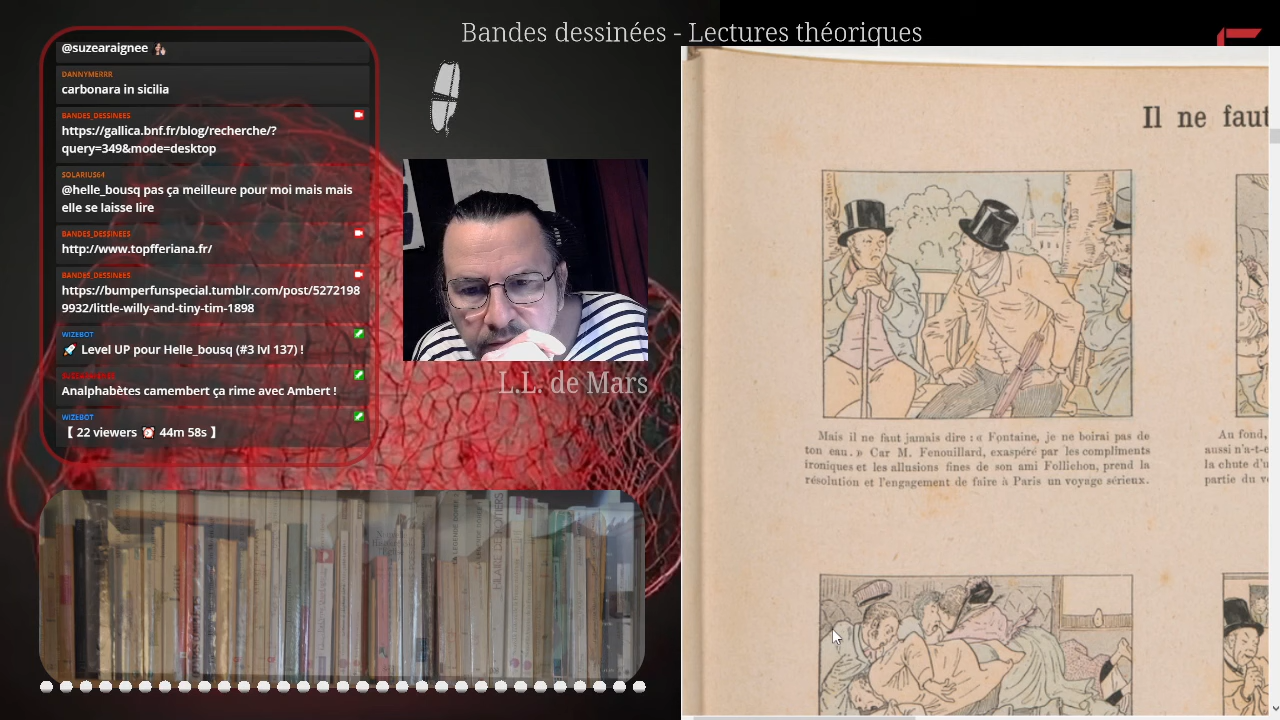 Bandes dessinées - Lectures théoriques
@suzearaignee
DANNYMERRR
carbonara in sicilia
BANDES_DESSINEES
https://gallica.bnf.fr/blog/recherche/?
query=349&mode=desktop
SOLARIUS64
@helle_bousq pas ça meilleure pour moi mais mais
elle se laisse lire
BANDES_DESSINEES
http://www.topfferiana.fr/
BANDES_DESSINEES
https://bumperfunspecial.tumblr.com/post/5272198
9932/little-willy-and-tiny-tim-1898
WIZEBOT
🚀 Level UP pour Helle_bousq (#3 lvl 137) !
Analphabètes camembert ça rime avec Ambert !
WIZEBOT
【 22 viewers ⏰ 44m 58s 】
L.L. de Mars
Il ne faut
Mais il ne faut jamais dire : « Fontaine, je ne boirai pas de
ton eau. » Car M. Fenouillard, exaspéré par les compliments
ironiques et les allusions fines de son ami Follichon, prend la
résolution et l'engagement de faire à Paris un voyage sérieux.
Au fond,
aussi n'a-t-e
la chute d'u
partie du v